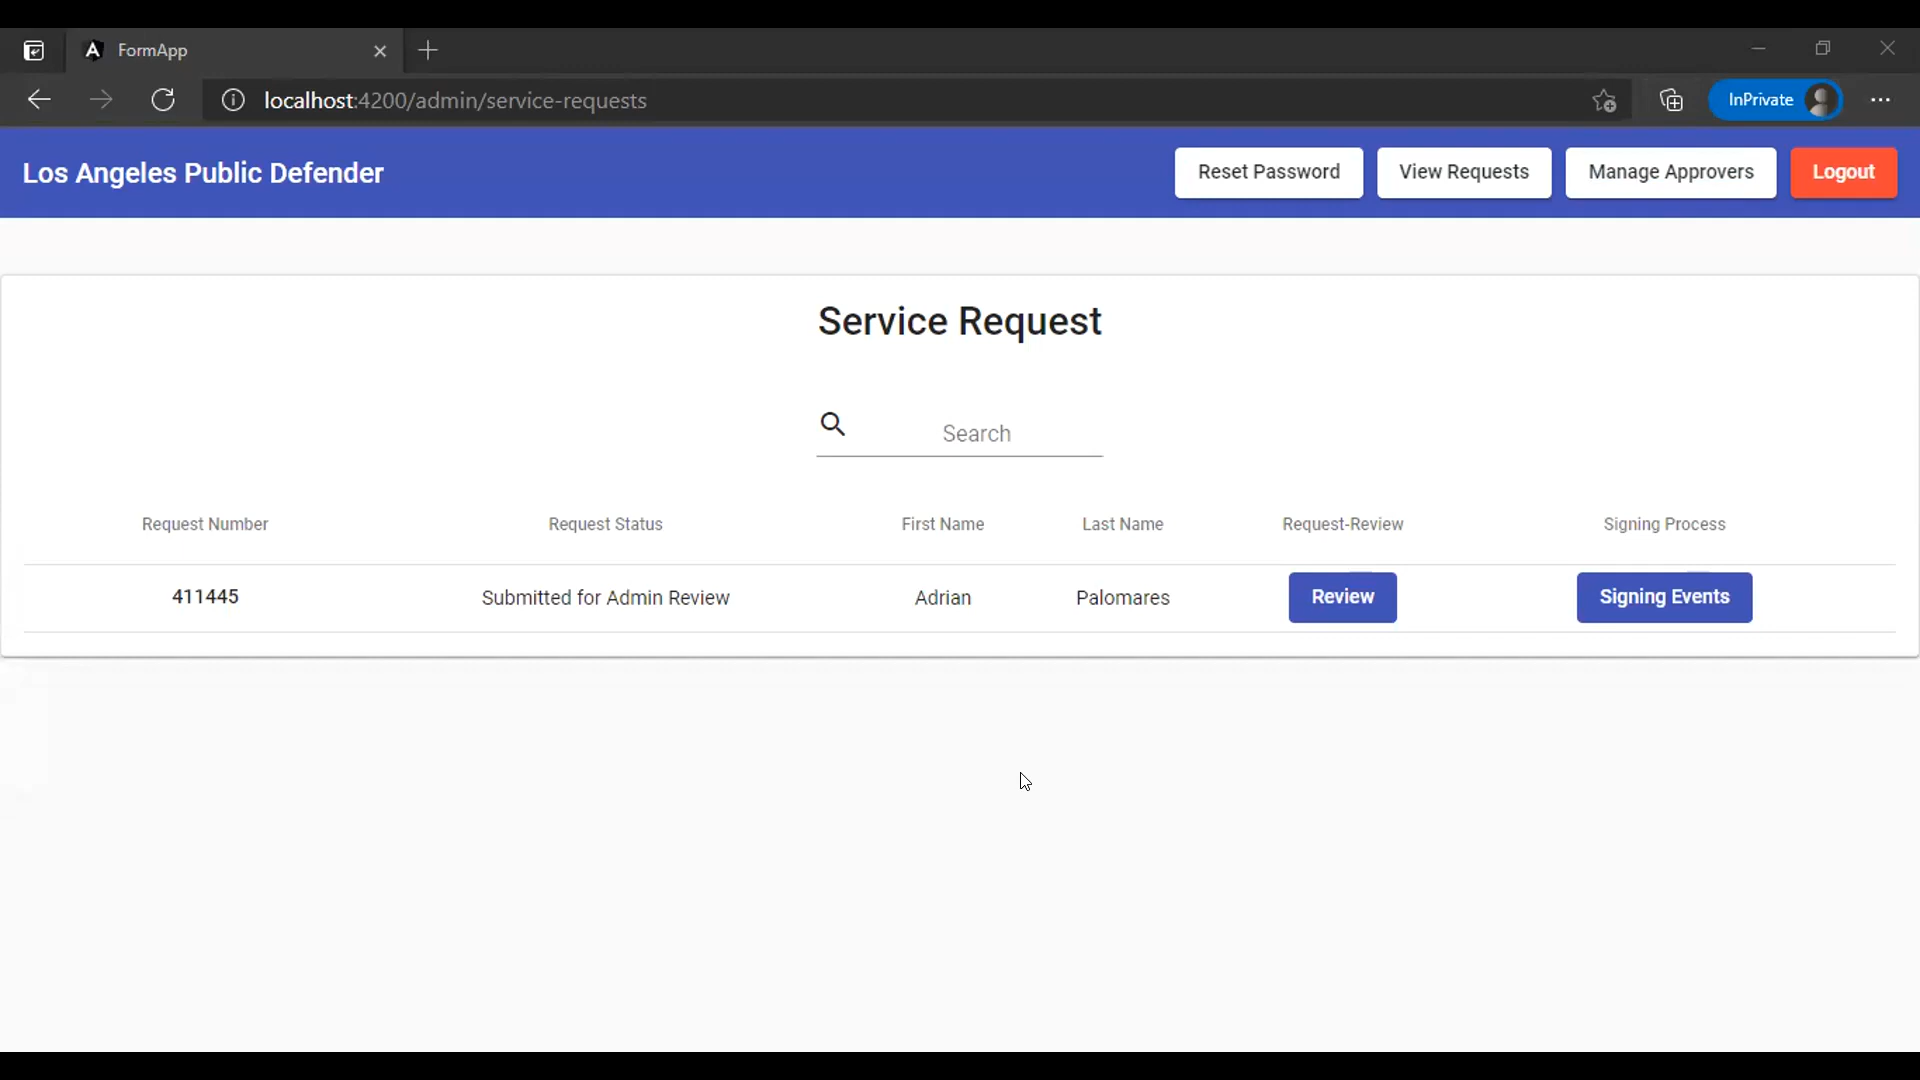 FormApp
localhost:4200/admin/service-requests
InPrivate
Los Angeles Public Defender
Reset Password
View Requests
Manage Approvers
Logout
Service Request
Search
Request Number Request Status First Name Last Name Request-Review Signing Process
411445 Submitted for Admin Review Adrian Palomares Review Signing Events